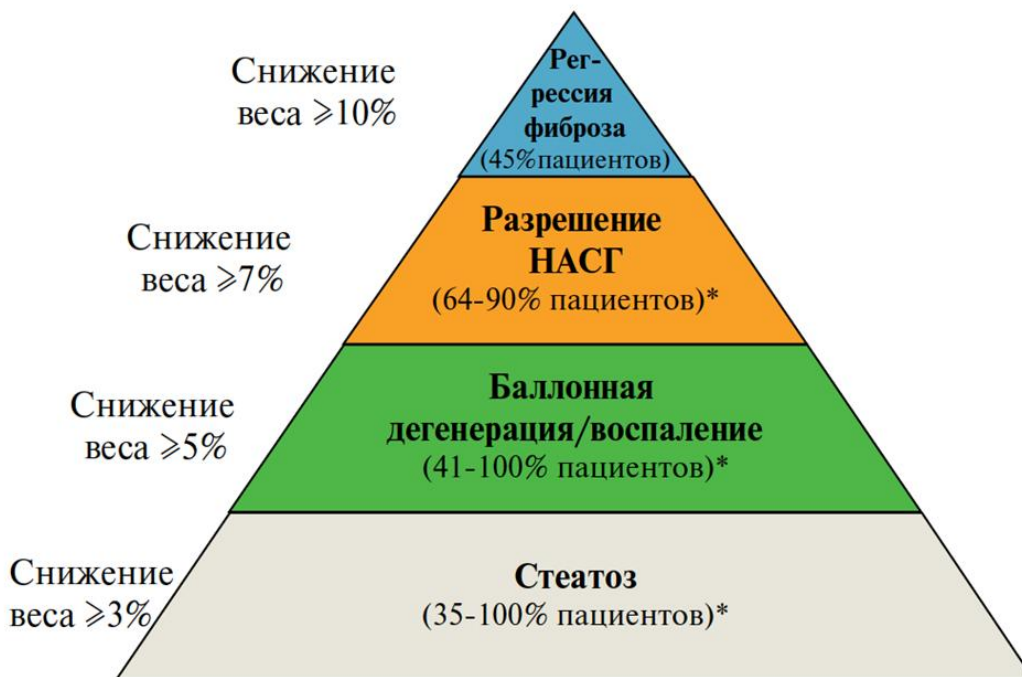 Снижение
веса ⩾10%
Рег-
рессия
фиброза
(45%пациентов)
Снижение
веса ⩾7%
Разрешение
НАСГ
(64-90% пациентов)*
Снижение
веса ⩾5%
Баллонная
дегенерация/воспаление
(41-100% пациентов)*
Снижение
веса ⩾3%
Стеатоз
(35-100% пациентов)*